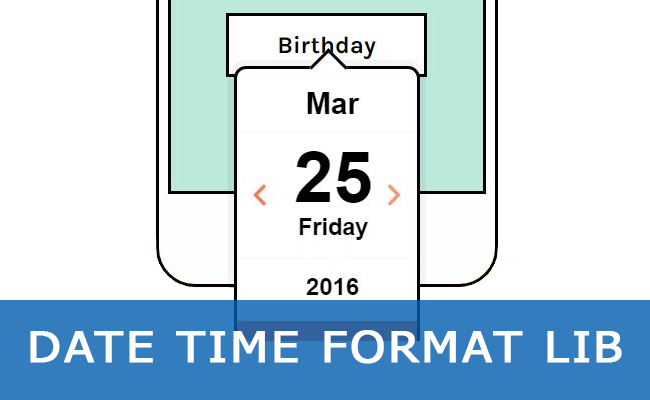 Birthday
Mar
25
Friday
2016
DATE TIME FORMAT LIB